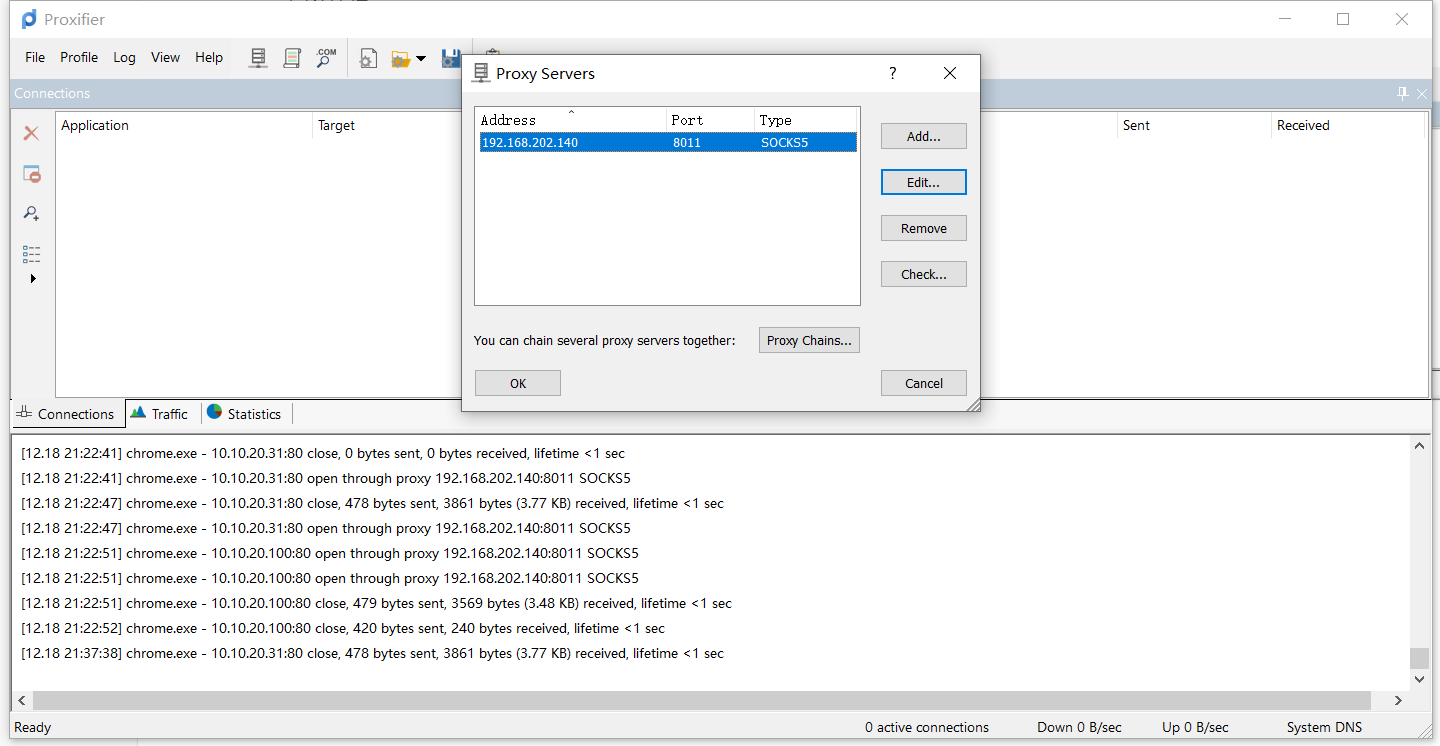 Proxifier
File Profile Log View Help .COM
Proxy Servers ?
Connections
Application Target Sent Received
Address Port Type
192.168.202.140 8011 SOCKS5
Add...
Edit...
Remove
Check...
You can chain several proxy servers together: Proxy Chains...
OK Cancel
Connections Traffic Statistics
[12.18 21:22:41] chrome.exe - 10.10.20.31:80 close, 0 bytes sent, 0 bytes received, lifetime <1 sec
[12.18 21:22:41] chrome.exe - 10.10.20.31:80 open through proxy 192.168.202.140:8011 SOCKS5
[12.18 21:22:47] chrome.exe - 10.10.20.31:80 close, 478 bytes sent, 3861 bytes (3.77 KB) received, lifetime <1 sec
[12.18 21:22:47] chrome.exe - 10.10.20.31:80 open through proxy 192.168.202.140:8011 SOCKS5
[12.18 21:22:51] chrome.exe - 10.10.20.100:80 open through proxy 192.168.202.140:8011 SOCKS5
[12.18 21:22:51] chrome.exe - 10.10.20.100:80 open through proxy 192.168.202.140:8011 SOCKS5
[12.18 21:22:51] chrome.exe - 10.10.20.100:80 close, 479 bytes sent, 3569 bytes (3.48 KB) received, lifetime <1 sec
[12.18 21:22:52] chrome.exe - 10.10.20.100:80 close, 420 bytes sent, 240 bytes received, lifetime <1 sec
[12.18 21:37:38] chrome.exe - 10.10.20.31:80 close, 478 bytes sent, 3861 bytes (3.77 KB) received, lifetime <1 sec
Ready 0 active connections Down 0 B/sec Up 0 B/sec System DNS